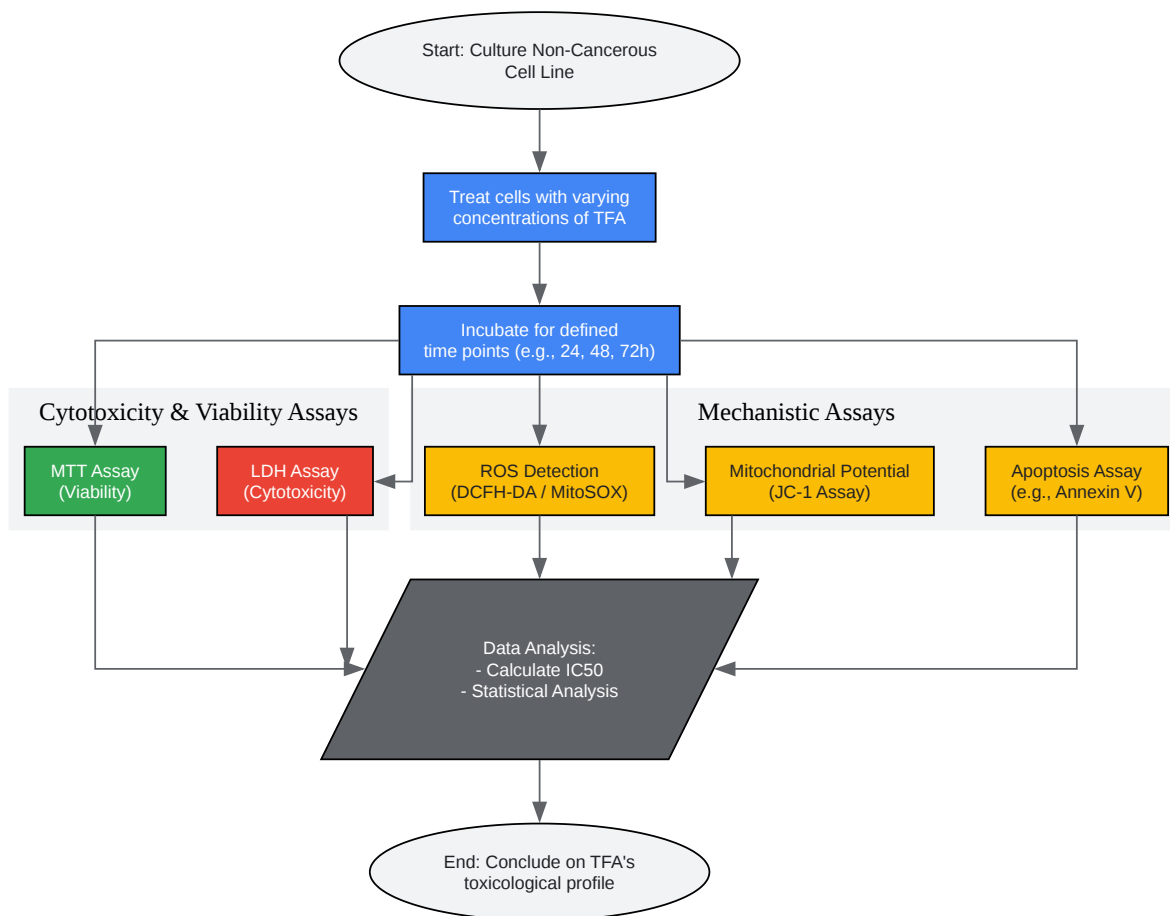 Start: Culture Non-Cancerous
Cell Line
Treat cells with varying
concentrations of TFA
Incubate for defined
time points (e.g., 24, 48, 72h)
Cytotoxicity & Viability Assays
MTT Assay
(Viability)
LDH Assay
(Cytotoxicity)
Mechanistic Assays
ROS Detection
(DCFH-DA / MitoSOX)
Mitochondrial Potential
(JC-1 Assay)
Apoptosis Assay
(e.g., Annexin V)
Data Analysis:
- Calculate IC50
- Statistical Analysis
End: Conclude on TFA's
toxicological profile